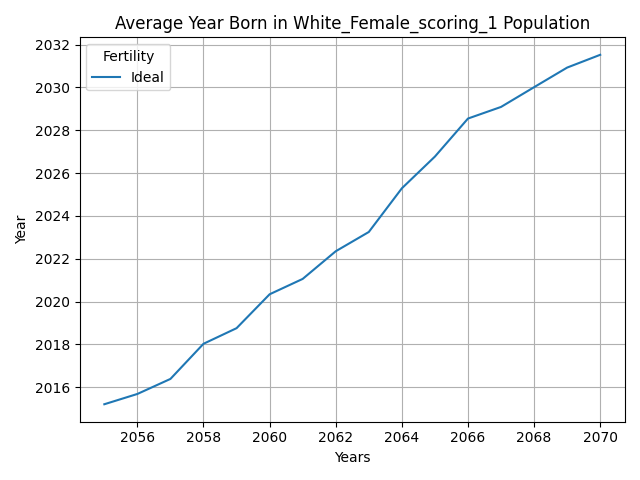 Average Year Born in White_Female_scoring_1 Population
Fertility
Ideal
Year
2032
2030
2028
2026
2024
2022
2020
2018
2016
2056 2058 2060 2062 2064 2066 2068 2070
Years